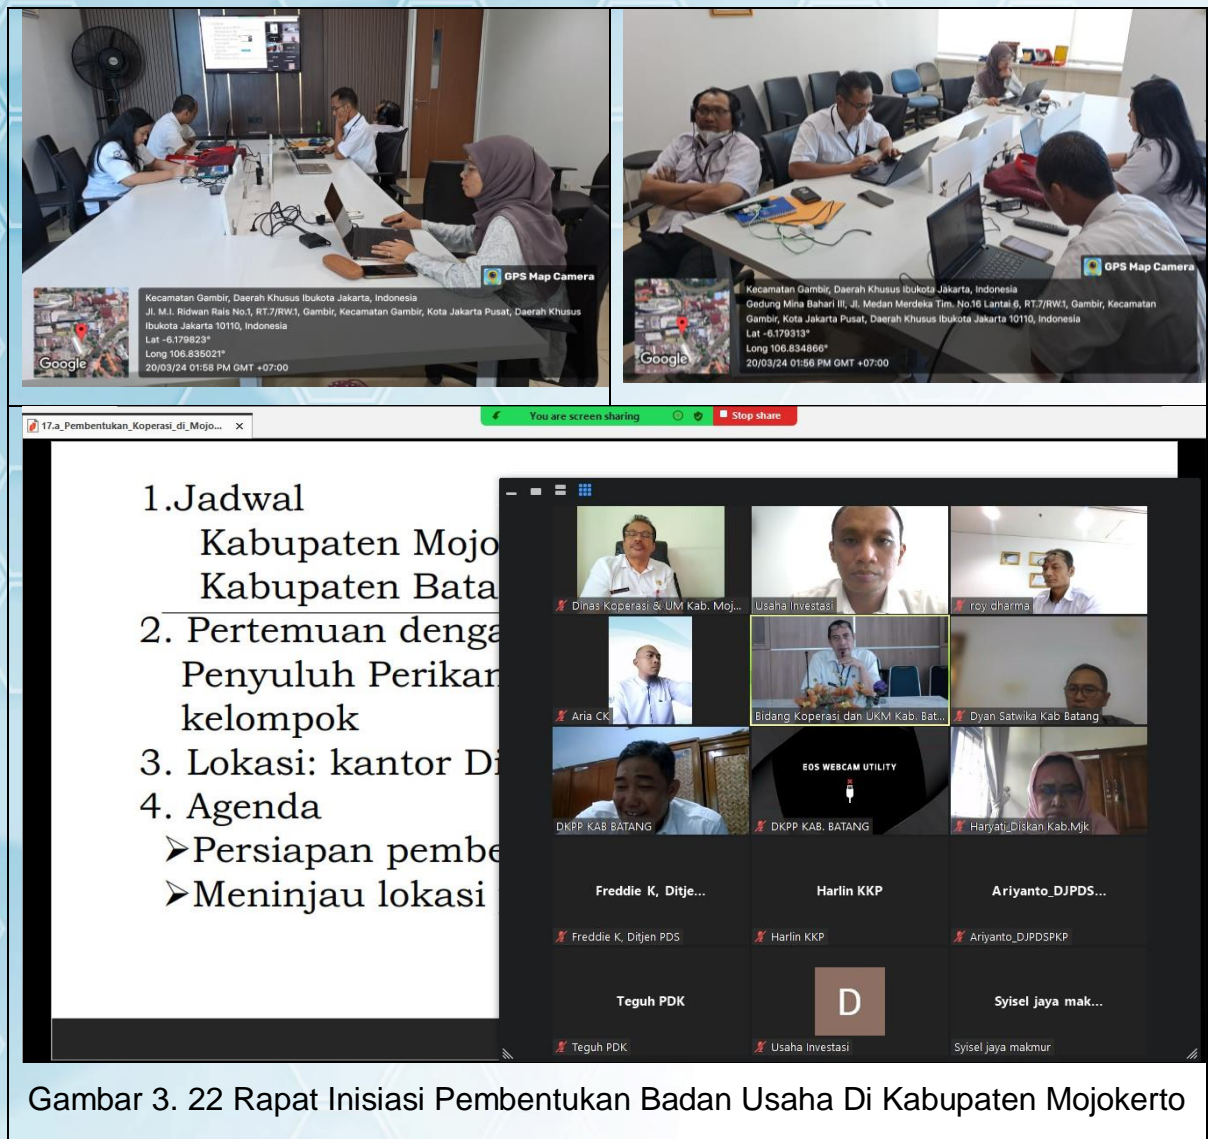 GPS Map Camera
Kecamatan Gambir, Daerah Khusus Ibukota Jakarta, Indonesia
Jl. M.I. Ridwan Rais No.1, RT.7/RW.1, Gambir, Kecamatan Gambir, Kota Jakarta Pusat, Daerah Khusus
Ibukota Jakarta 10110, Indonesia
Lat -6.179823°
Long 106.835021°
20/03/24 01:58 PM GMT +07:00
Google
GPS Map Camera
Kecamatan Gambir, Daerah Khusus Ibukota Jakarta, Indonesia
Gedung Mina Bahari III, Jl. Medan Merdeka Tim. No.16 Lantai 6, RT.7/RW.1, Gambir, Kecamatan
Gambir, Kota Jakarta Pusat, Daerah Khusus Ibukota Jakarta 10110, Indonesia
Lat -6.179313°
Long 106.834866°
20/03/24 01:56 PM GMT +07:00
Google
17.a_Pembentukan_Koperasi_di_Mojo...
You are screen sharing
Stop share
1.Jadwal
Kabupaten Mojo
Kabupaten Bata
2. Pertemuan denga
Penyuluh Perikan
kelompok
3. Lokasi: kantor Di
4. Agenda
➢Persiapan pembe
➢Meninjau lokasi
Dinas Koperasi & UM Kab. Moj...
Usaha Investasi
roy dharma
Aria CK
Bidang Koperasi dan UKM Kab. Bat...
Dyan Satwika Kab Batang
DKPP KAB BATANG
EOS WEBCAM UTILITY
DKPP KAB. BATANG
Haryati_Diskan Kab.Mjk
Freddie K, Ditje...
Freddie K, Ditjen PDS
Harlin KKP
Harlin KKP
Ariyanto_DJPDS...
Ariyanto_DJPDSPKP
Teguh PDK
Teguh PDK
D
Usaha Investasi
Syisel jaya mak...
Syisel jaya makmur
Gambar 3. 22 Rapat Inisiasi Pembentukan Badan Usaha Di Kabupaten Mojokerto